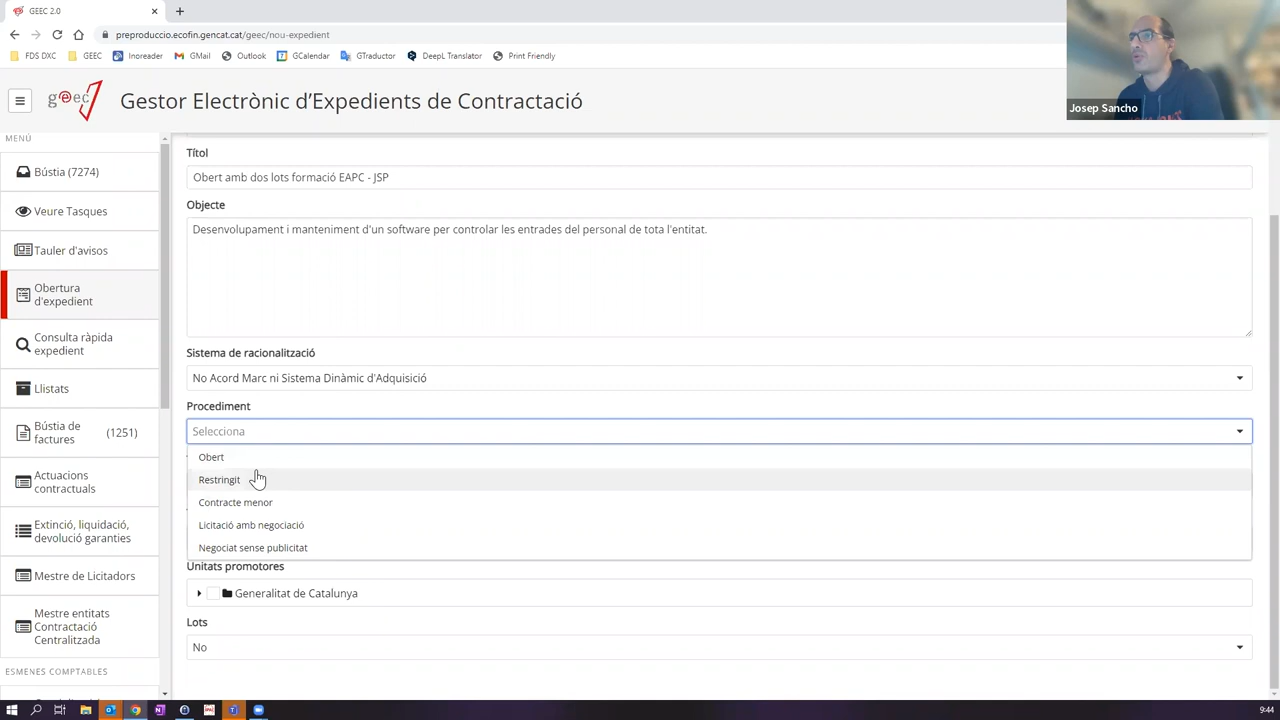 GEEC 2.0
preproduccio.ecofin.gencat.cat/geec/nou-expedient
FDS DXC GEEC Inoreader GMail Outlook GCalendar GTraductor DeepL Translator Print Friendly
geec
Gestor Electrònic d'Expedients de Contractació
Josep Sancho
MENÚ
Bústia (7274)
Veure Tasques
Tauler d'avisos
Obertura
d'expedient
Consulta ràpida
expedient
Llistats
Bústia de
factures
(1251)
Actuacions
contractuals
Extinció, liquidació,
devolució garanties
Mestre de Licitadors
Mestre entitats
Contractació
Centralitzada
ESMENES COMPTABLES
Títol
Obert amb dos lots formació EAPC - JSP
Objecte
Desenvolupament i manteniment d'un software per controlar les entrades del personal de tota l'entitat.
Sistema de racionalització
No Acord Marc ni Sistema Dinàmic d'Adquisició
Procediment
Selecciona
Obert
Restringit
Contracte menor
Licitació amb negociació
Negociat sense publicitat
Unitats promotores
Generalitat de Catalunya
Lots
No
9:44